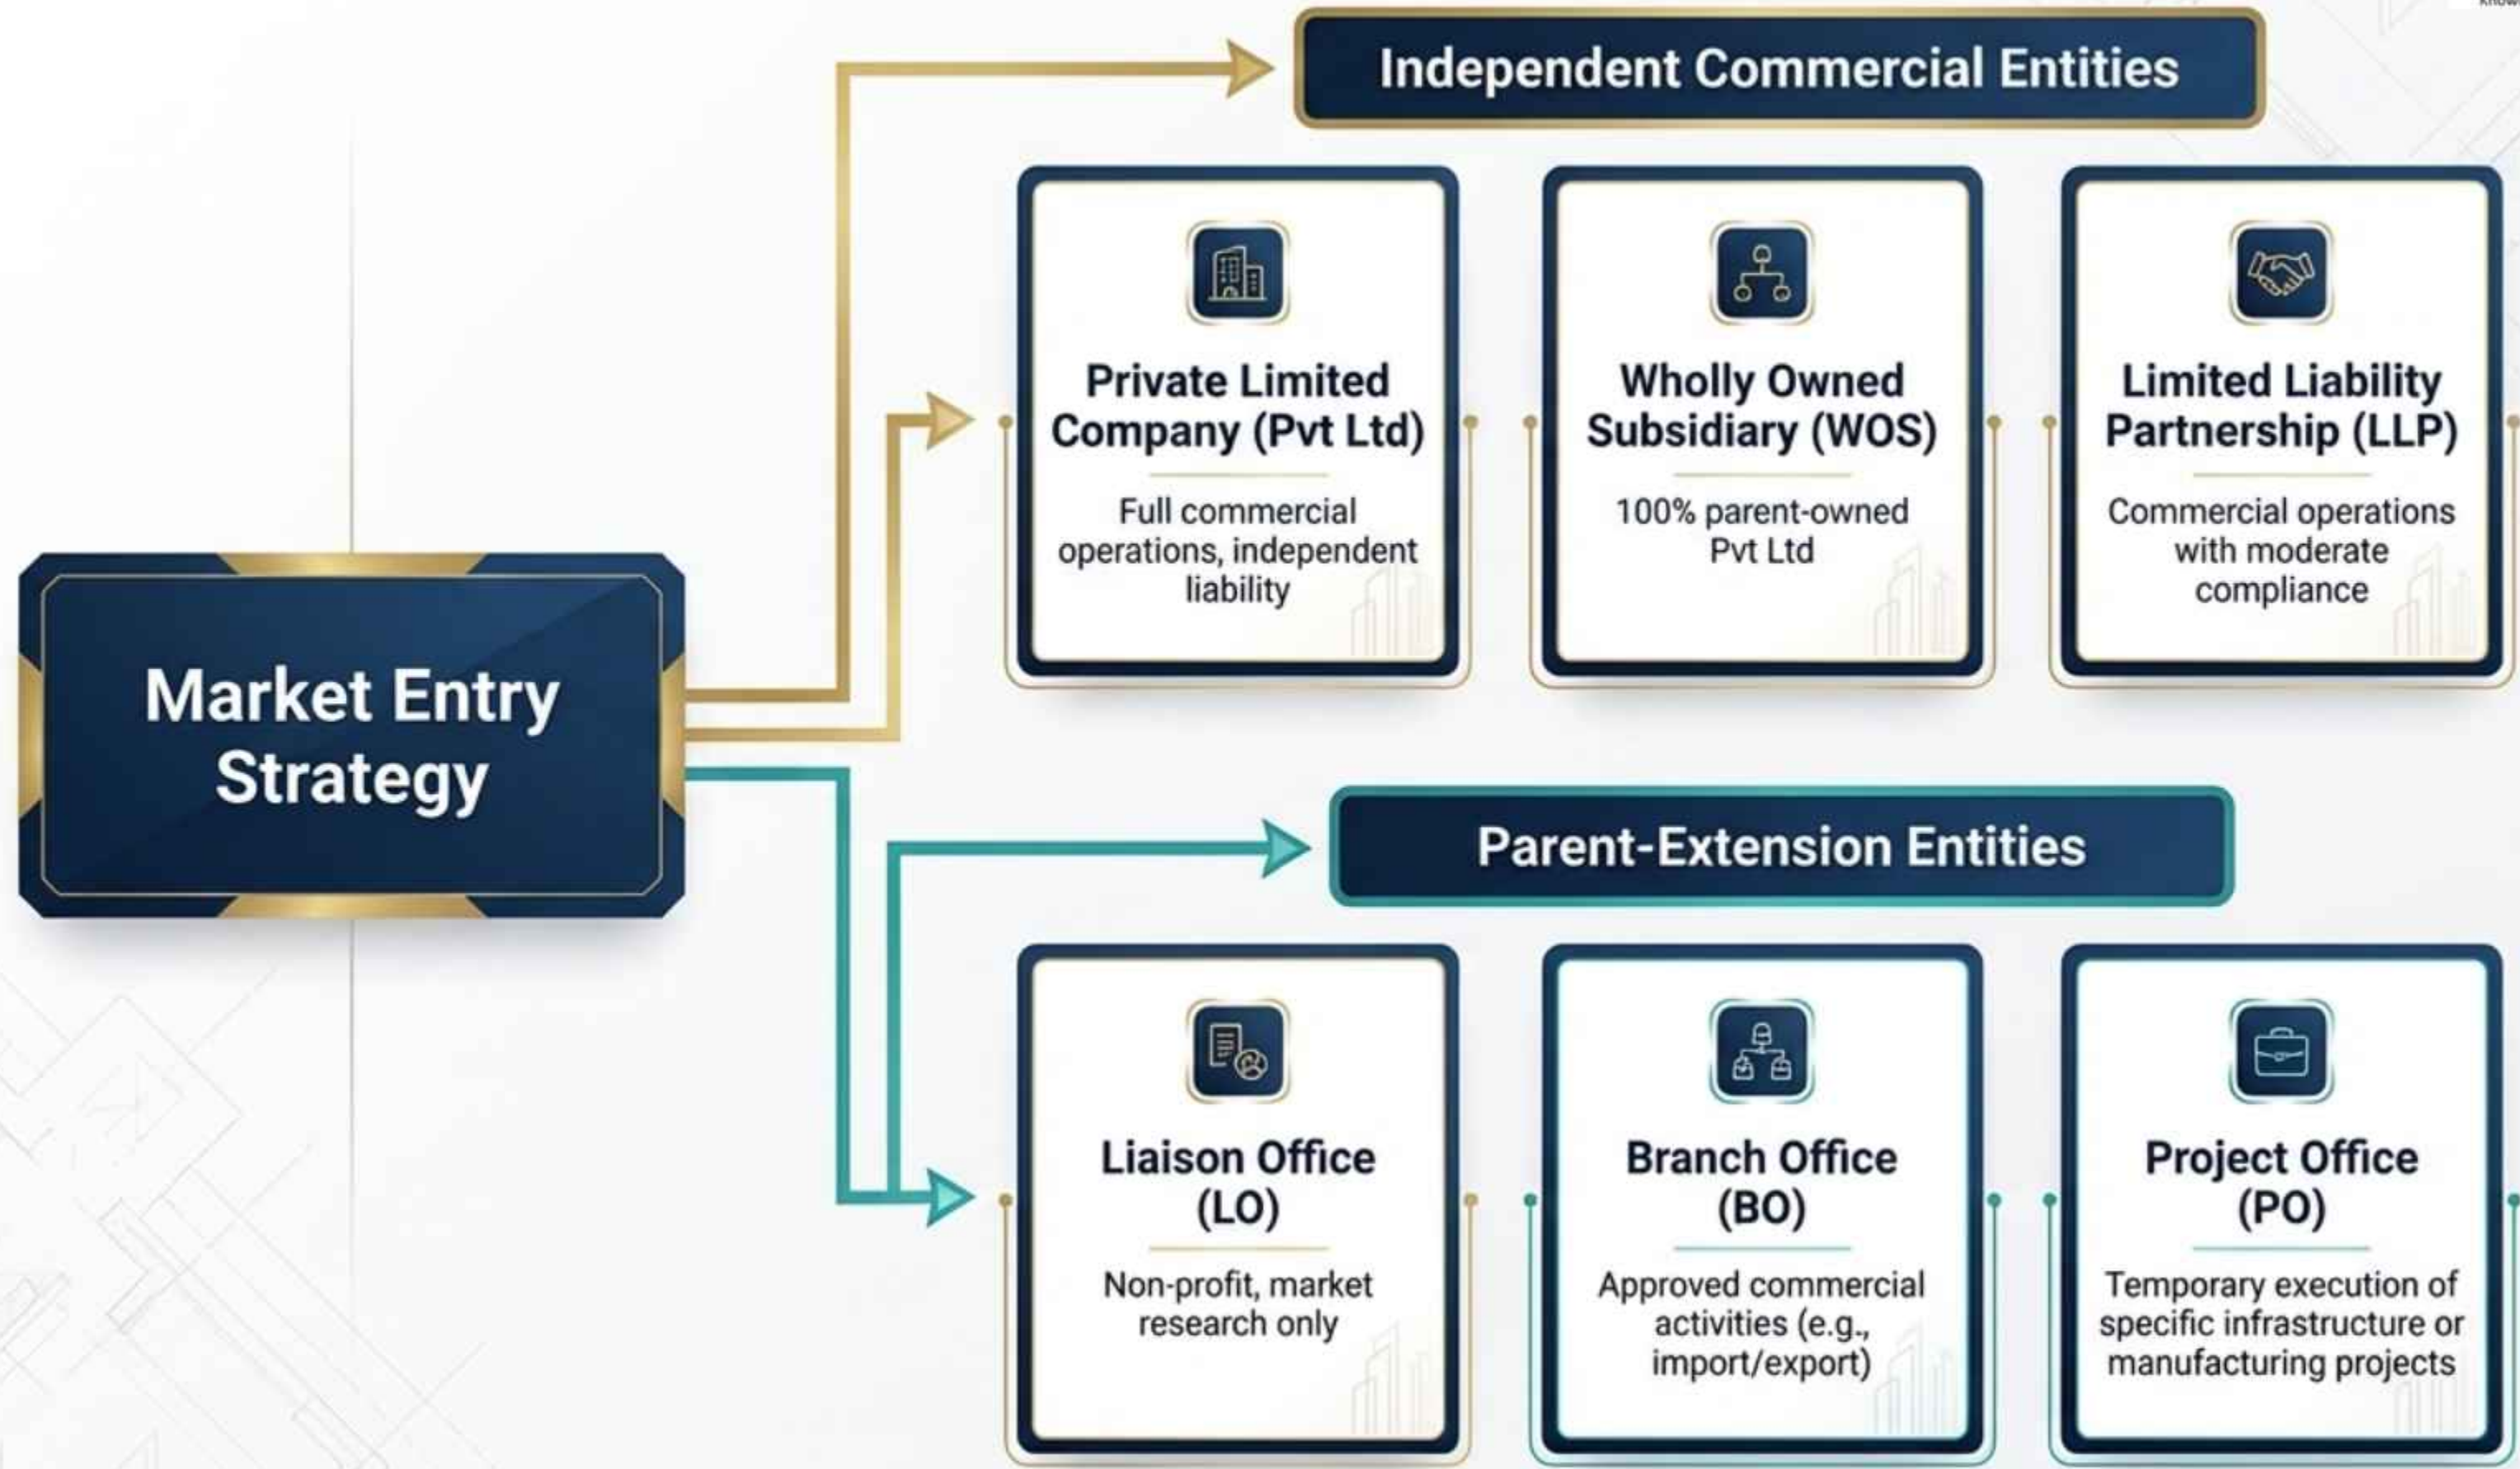 Independent Commercial Entities
Private Limited
Company (Pvt Ltd)
Full commercial
operations, independent
liability
Wholly Owned
Subsidiary (WOS)
100% parent-owned
Pvt Ltd
Limited Liability
Partnership (LLP)
Commercial operations
with moderate
compliance
Market Entry
Strategy
Parent-Extension Entities
Liaison Office
(LO)
Non-profit, market
research only
Branch Office
(BO)
Approved commercial
activities (e.g.,
import/export)
Project Office
(PO)
Temporary execution of
specific infrastructure or
manufacturing projects